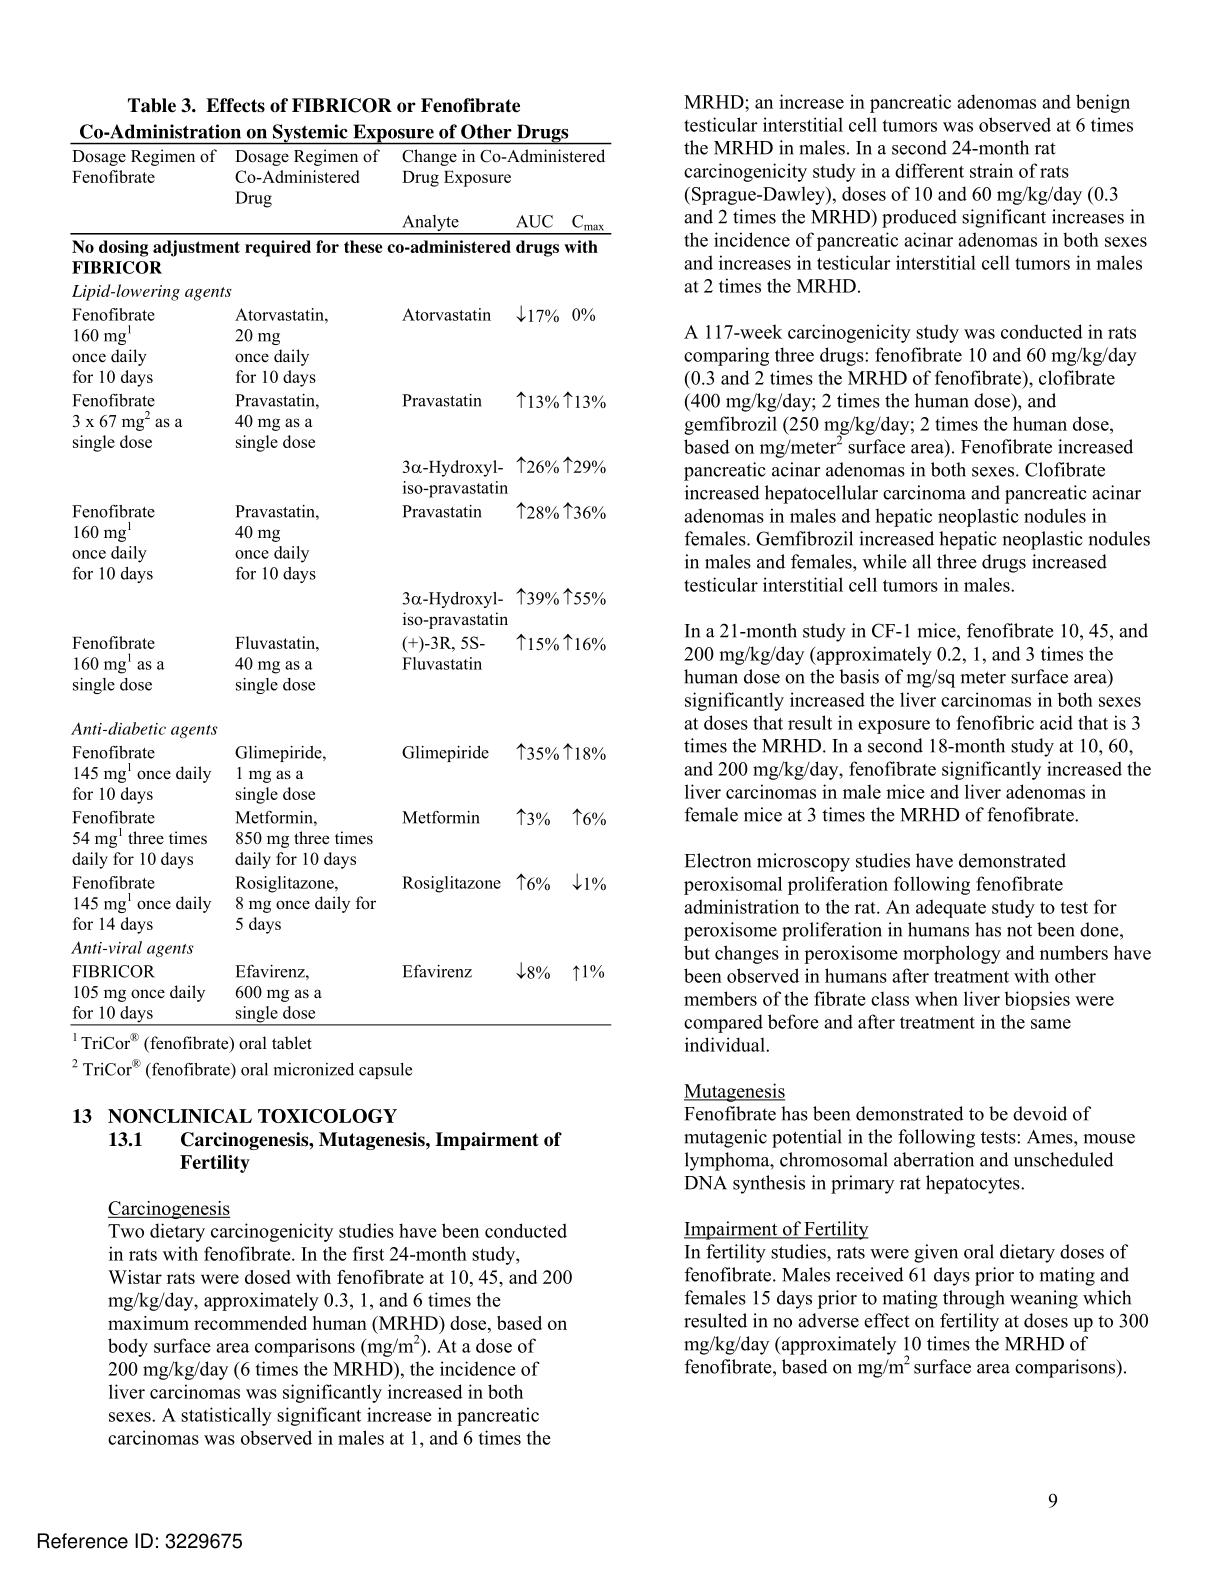 Table 3.  Effects of FIBRICOR or Fenofibrate
Co-Administration on Systemic Exposure of Other Drugs
Dosage Regimen of Dosage Regimen of Change in Co-Administered
Fenofibrate Co-Administered Drug Exposure
Drug
Analyte AUC Cmax
No dosing adjustment required for these co-administered drugs with
FIBRICOR
Lipid-lowering agents
Fenofibrate Atorvastatin, Atorvastatin ↓17% 0%
160 mg¹ 20 mg
once daily once daily
for 10 days for 10 days
Fenofibrate Pravastatin, Pravastatin ↑13% ↑13%
3 x 67 mg² as a 40 mg as a
single dose single dose
3α-Hydroxyl- ↑26% ↑29%
iso-pravastatin
Fenofibrate Pravastatin, Pravastatin ↑28% ↑36%
160 mg¹ 40 mg
once daily once daily
for 10 days for 10 days
3α-Hydroxyl- ↑39% ↑55%
iso-pravastatin
Fenofibrate Fluvastatin, (+)-3R, 5S- ↑15% ↑16%
160 mg¹ as a 40 mg as a Fluvastatin
single dose single dose
Anti-diabetic agents
Fenofibrate Glimepiride, Glimepiride ↑35% ↑18%
145 mg¹ once daily 1 mg as a
for 10 days single dose
Fenofibrate Metformin, Metformin ↑3% ↑6%
54 mg¹ three times 850 mg three times
daily for 10 days daily for 10 days
Fenofibrate Rosiglitazone, Rosiglitazone ↑6% ↓1%
145 mg¹ once daily 8 mg once daily for
for 14 days 5 days
Anti-viral agents
FIBRICOR Efavirenz, Efavirenz ↓8% ↑1%
105 mg once daily 600 mg as a
for 10 days single dose
¹ TriCor® (fenofibrate) oral tablet
² TriCor® (fenofibrate) oral micronized capsule
13 NONCLINICAL TOXICOLOGY
13.1 Carcinogenesis, Mutagenesis, Impairment of
Fertility
Carcinogenesis
Two dietary carcinogenicity studies have been conducted
in rats with fenofibrate. In the first 24-month study,
Wistar rats were dosed with fenofibrate at 10, 45, and 200
mg/kg/day, approximately 0.3, 1, and 6 times the
maximum recommended human (MRHD) dose, based on
body surface area comparisons (mg/m²). At a dose of
200 mg/kg/day (6 times the MRHD), the incidence of
liver carcinomas was significantly increased in both
sexes. A statistically significant increase in pancreatic
carcinomas was observed in males at 1, and 6 times the
MRHD; an increase in pancreatic adenomas and benign
testicular interstitial cell tumors was observed at 6 times
the MRHD in males. In a second 24-month rat
carcinogenicity study in a different strain of rats
(Sprague-Dawley), doses of 10 and 60 mg/kg/day (0.3
and 2 times the MRHD) produced significant increases in
the incidence of pancreatic acinar adenomas in both sexes
and increases in testicular interstitial cell tumors in males
at 2 times the MRHD.
A 117-week carcinogenicity study was conducted in rats
comparing three drugs: fenofibrate 10 and 60 mg/kg/day
(0.3 and 2 times the MRHD of fenofibrate), clofibrate
(400 mg/kg/day; 2 times the human dose), and
gemfibrozil (250 mg/kg/day; 2 times the human dose,
based on mg/meter² surface area). Fenofibrate increased
pancreatic acinar adenomas in both sexes. Clofibrate
increased hepatocellular carcinoma and pancreatic acinar
adenomas in males and hepatic neoplastic nodules in
females. Gemfibrozil increased hepatic neoplastic nodules
in males and females, while all three drugs increased
testicular interstitial cell tumors in males.
In a 21-month study in CF-1 mice, fenofibrate 10, 45, and
200 mg/kg/day (approximately 0.2, 1, and 3 times the
human dose on the basis of mg/sq meter surface area)
significantly increased the liver carcinomas in both sexes
at doses that result in exposure to fenofibric acid that is 3
times the MRHD. In a second 18-month study at 10, 60,
and 200 mg/kg/day, fenofibrate significantly increased the
liver carcinomas in male mice and liver adenomas in
female mice at 3 times the MRHD of fenofibrate.
Electron microscopy studies have demonstrated
peroxisomal proliferation following fenofibrate
administration to the rat. An adequate study to test for
peroxisome proliferation in humans has not been done,
but changes in peroxisome morphology and numbers have
been observed in humans after treatment with other
members of the fibrate class when liver biopsies were
compared before and after treatment in the same
individual.
Mutagenesis
Fenofibrate has been demonstrated to be devoid of
mutagenic potential in the following tests: Ames, mouse
lymphoma, chromosomal aberration and unscheduled
DNA synthesis in primary rat hepatocytes.
Impairment of Fertility
In fertility studies, rats were given oral dietary doses of
fenofibrate. Males received 61 days prior to mating and
females 15 days prior to mating through weaning which
resulted in no adverse effect on fertility at doses up to 300
mg/kg/day (approximately 10 times the MRHD of
fenofibrate, based on mg/m² surface area comparisons).
9
Reference ID: 3229675